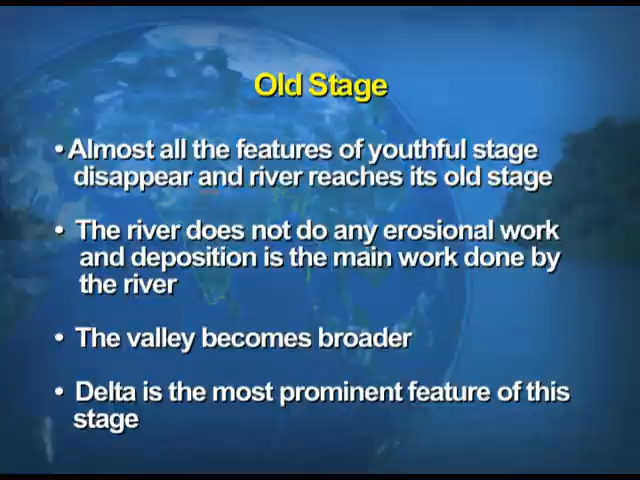 Old Stage
• Almost all the features of youthful stage
disappear and river reaches its old stage
• The river does not do any erosional work
and deposition is the main work done by
the river
• The valley becomes broader
• Delta is the most prominent feature of this
stage